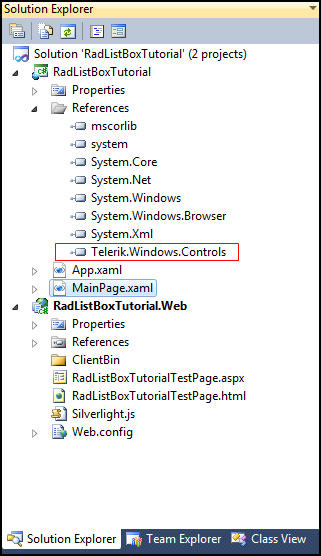 Solution Explorer
Solution 'RadListBoxTutorial' (2 projects)
RadListBoxTutorial
Properties
References
mscorlib
system
System.Core
System.Net
System.Windows
System.Windows.Browser
System.Xml
Telerik.Windows.Controls
App.xaml
MainPage.xaml
RadListBoxTutorial.Web
Properties
References
ClientBin
RadListBoxTutorialTestPage.aspx
RadListBoxTutorialTestPage.html
Silverlight.js
Web.config
Solution Explorer Team Explorer Class View